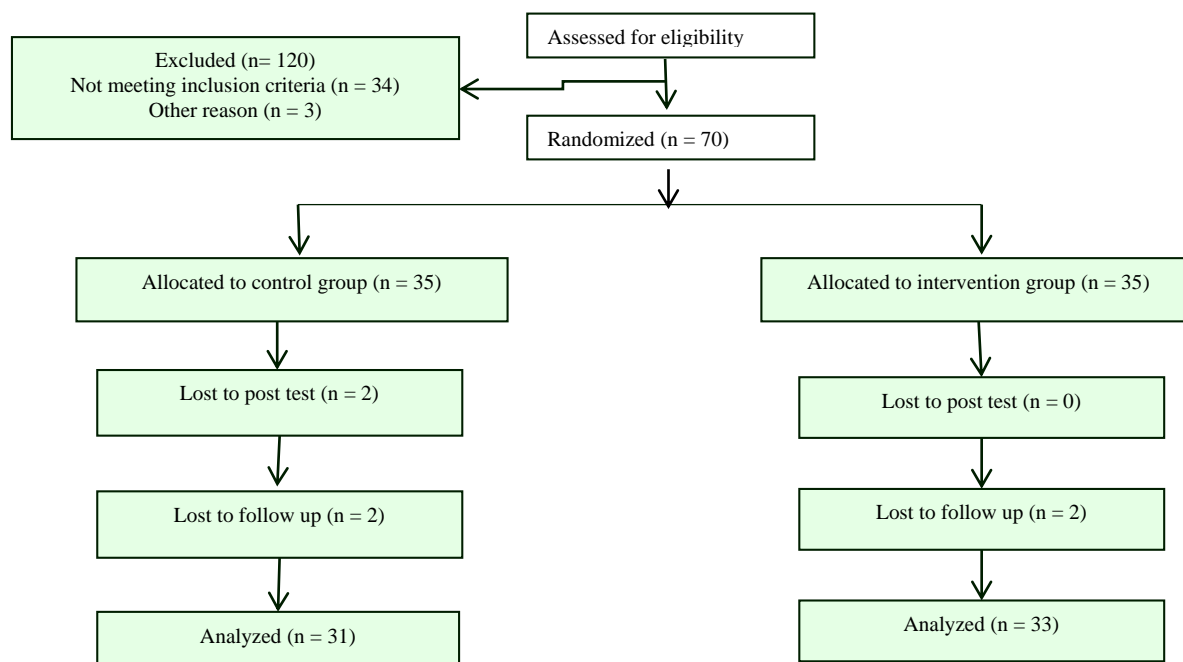 Assessed for eligibility
Excluded (n= 120)
Not meeting inclusion criteria (n = 34)
Other reason (n = 3)
Randomized (n = 70)
Allocated to control group (n = 35)
Allocated to intervention group (n = 35)
Lost to post test (n = 2)
Lost to post test (n = 0)
Lost to follow up (n = 2)
Lost to follow up (n = 2)
Analyzed (n = 31)
Analyzed (n = 33)